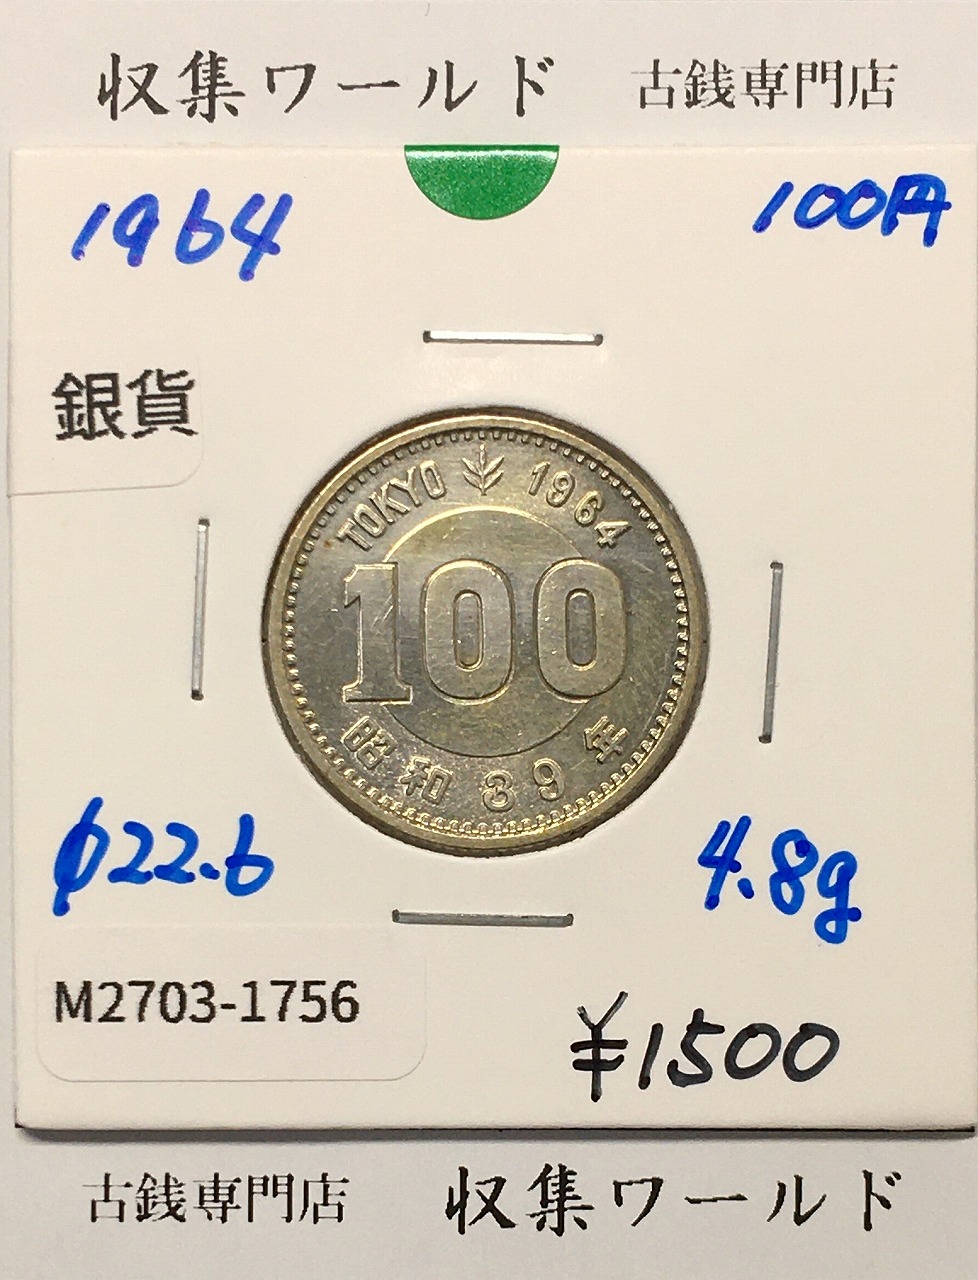 収集ワールド 古銭専門店
1964 100円
銀貨
TOKYO 1964
100
昭和39年
φ22.6 4.8g
M2703-1756
¥1500
古銭専門店 収集ワールド